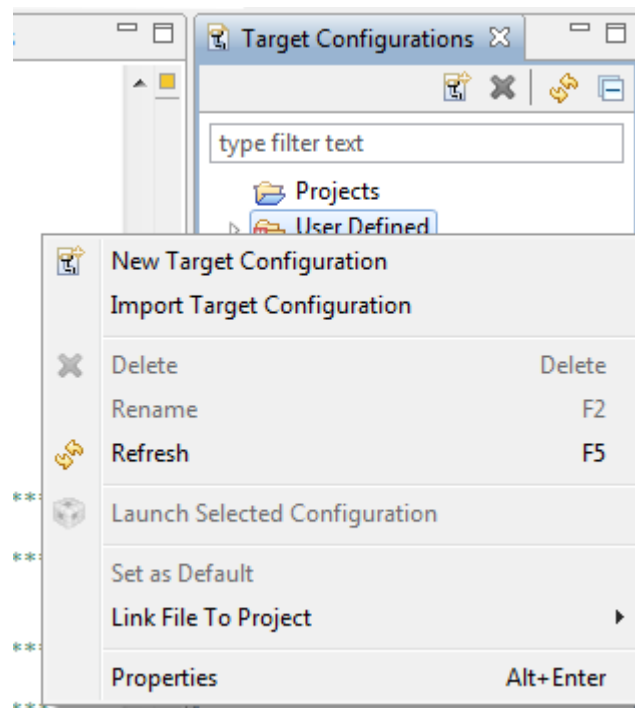 Target Configurations
type filter text
Projects
User Defined
New Target Configuration
Import Target Configuration
Delete Delete
Rename F2
Refresh F5
Launch Selected Configuration
Set as Default
Link File To Project
Properties Alt+Enter